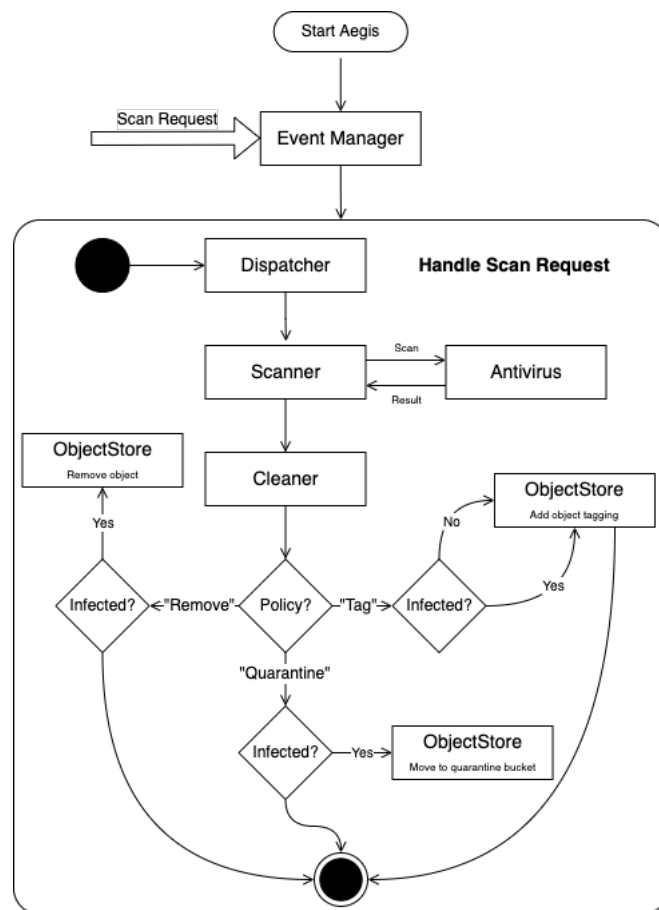 Start Aegis
Scan Request
Event Manager
Dispatcher
Handle Scan Request
Scan
Scanner
Antivirus
Result
ObjectStore
Remove object
Cleaner
ObjectStore
Add object tagging
Yes
No
Yes
Infected?
"Remove"
Policy?
"Tag"
Infected?
"Quarantine"
Infected?
Yes
ObjectStore
Move to quarantine bucket